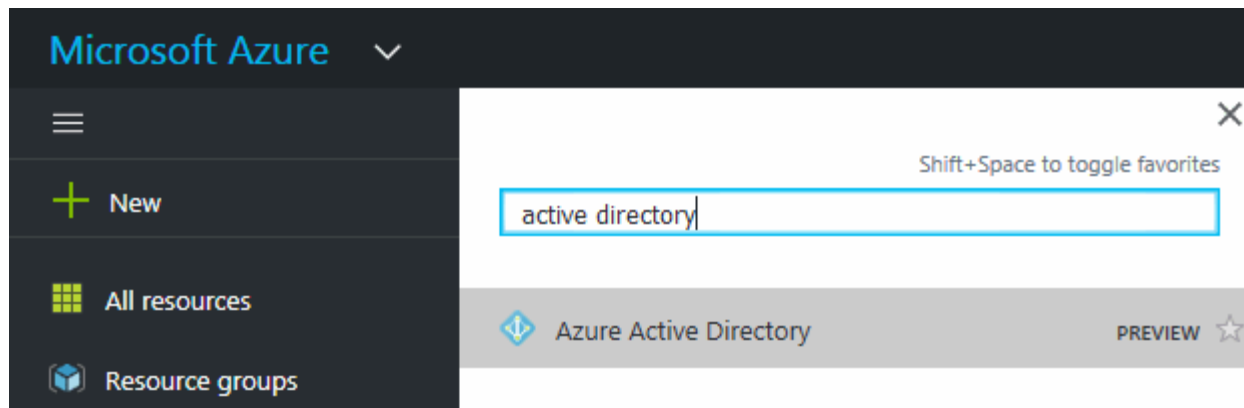 Microsoft Azure
Shift+Space to toggle favorites
New
active directory
All resources
Azure Active Directory PREVIEW
Resource groups